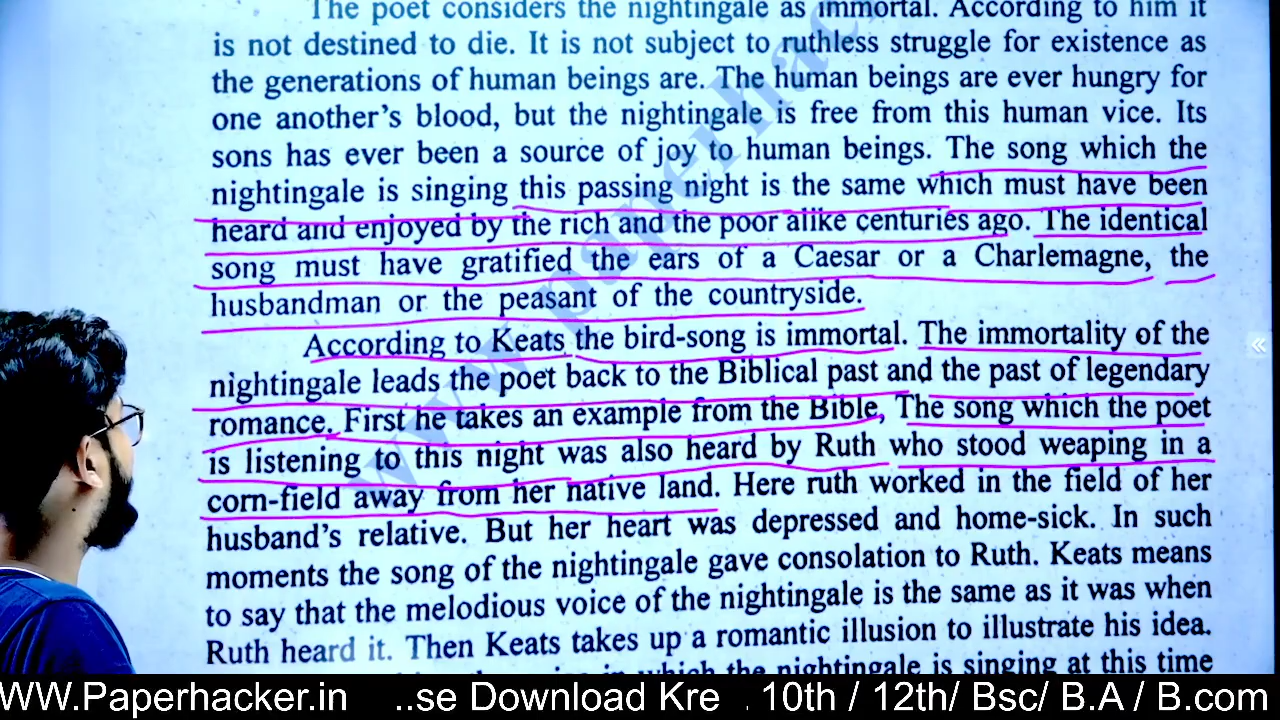 The poet considers the nightingale as immortal. According to him it
is not destined to die. It is not subject to ruthless struggle for existence as
the generations of human beings are. The human beings are ever hungry for
one another's blood, but the nightingale is free from this human vice. Its
sons has ever been a source of joy to human beings. The song which the
nightingale is singing this passing night is the same which must have been
heard and enjoyed by the rich and the poor alike centuries ago. The identical
song must have gratified the ears of a Caesar or a Charlemagne, the
husbandman or the peasant of the countryside.
According to Keats the bird-song is immortal. The immortality of the
nightingale leads the poet back to the Biblical past and the past of legendary
romance. First he takes an example from the Bible, The song which the poet
is listening to this night was also heard by Ruth who stood weaping in a
corn-field away from her native land. Here ruth worked in the field of her
husband's relative. But her heart was depressed and home-sick. In such
moments the song of the nightingale gave consolation to Ruth. Keats means
to say that the melodious voice of the nightingale is the same as it was when
Ruth heard it. Then Keats takes up a romantic illusion to illustrate his idea.
in which the nightingale is singing at this time
WW.Paperhacker.in ..se Download Kre . 10th / 12th/ Bsc/ B.A / B.com